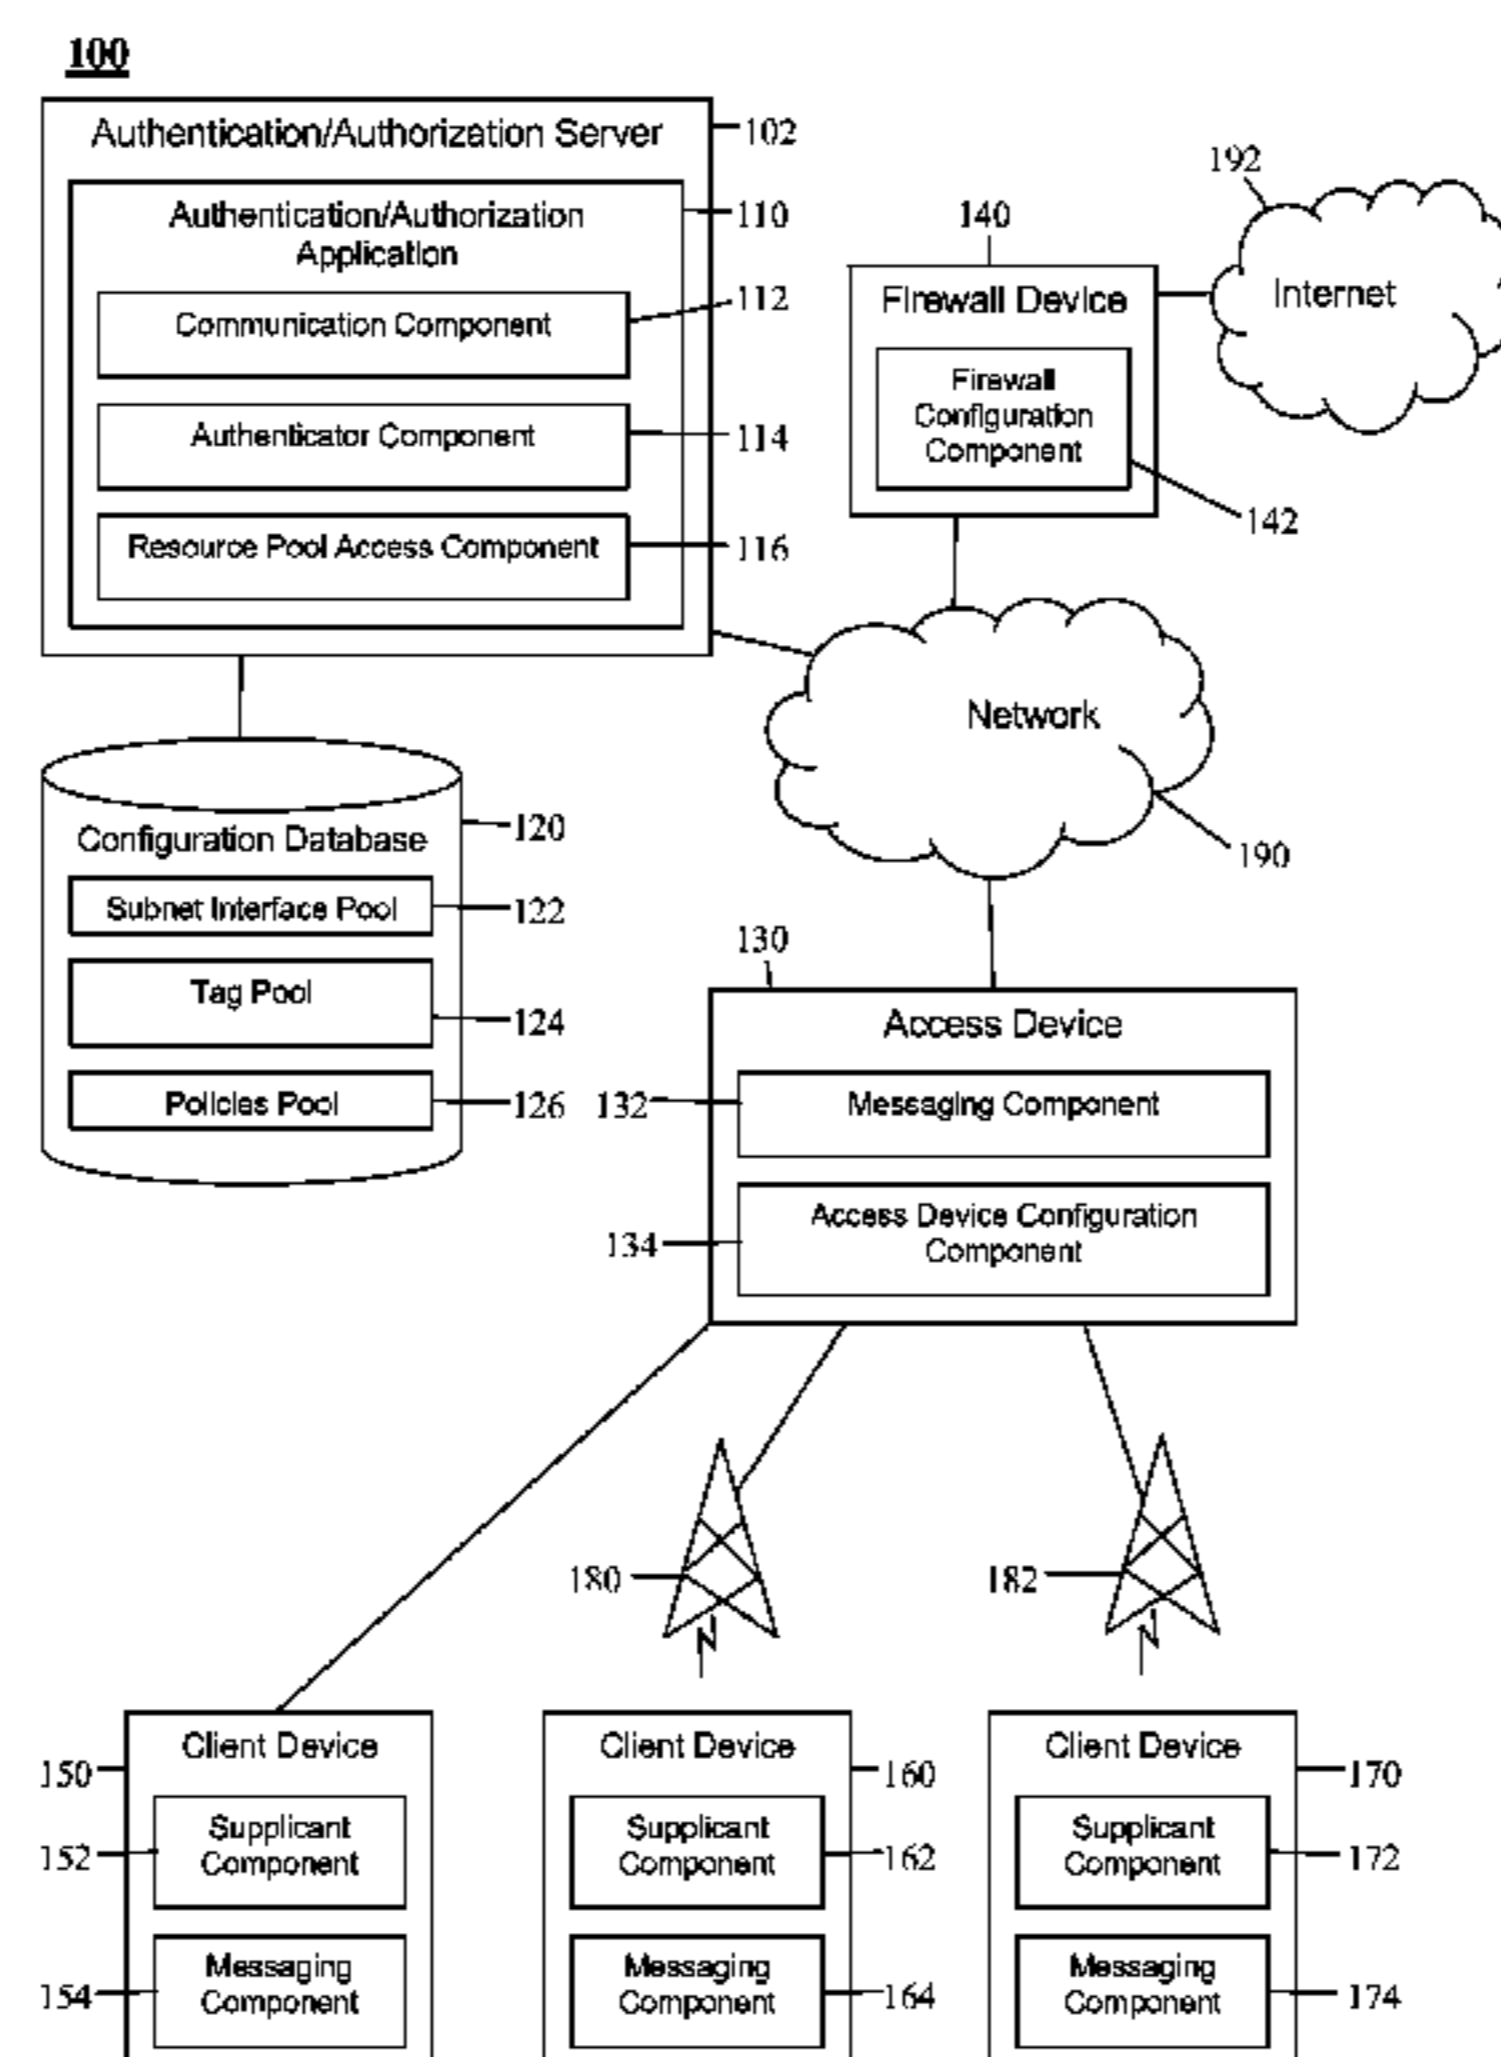 100
Authentication/Authorization Server
102
Authentication/Authorization
Application
110
Communication Component
112
Authenticator Component
114
Resource Pool Access Component
116
140
Firewall Device
Firewall
Configuration
Component
142
192
Internet
Network
190
Configuration Database
120
Subnet Interface Pool
122
Tag Pool
124
Policies Pool
126
130
Access Device
132
Messaging Component
134
Access Device Configuration
Component
180
182
Client Device
150
Supplicant
Component
152
Messaging
Component
154
Client Device
160
Supplicant
Component
162
Messaging
Component
164
Client Device
170
Supplicant
Component
172
Messaging
Component
174